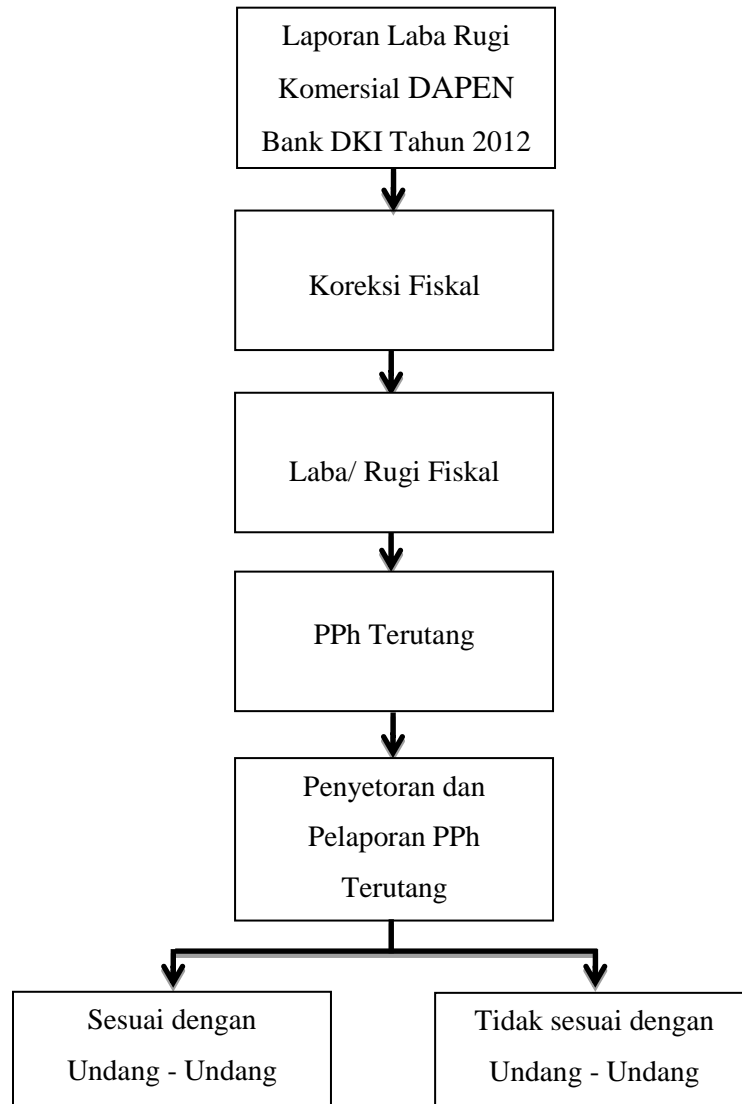 Laporan Laba Rugi
Komersial DAPEN
Bank DKI Tahun 2012
Koreksi Fiskal
Laba/ Rugi Fiskal
PPh Terutang
Penyetoran dan
Pelaporan PPh
Terutang
Sesuai dengan
Undang - Undang
Tidak sesuai dengan
Undang - Undang